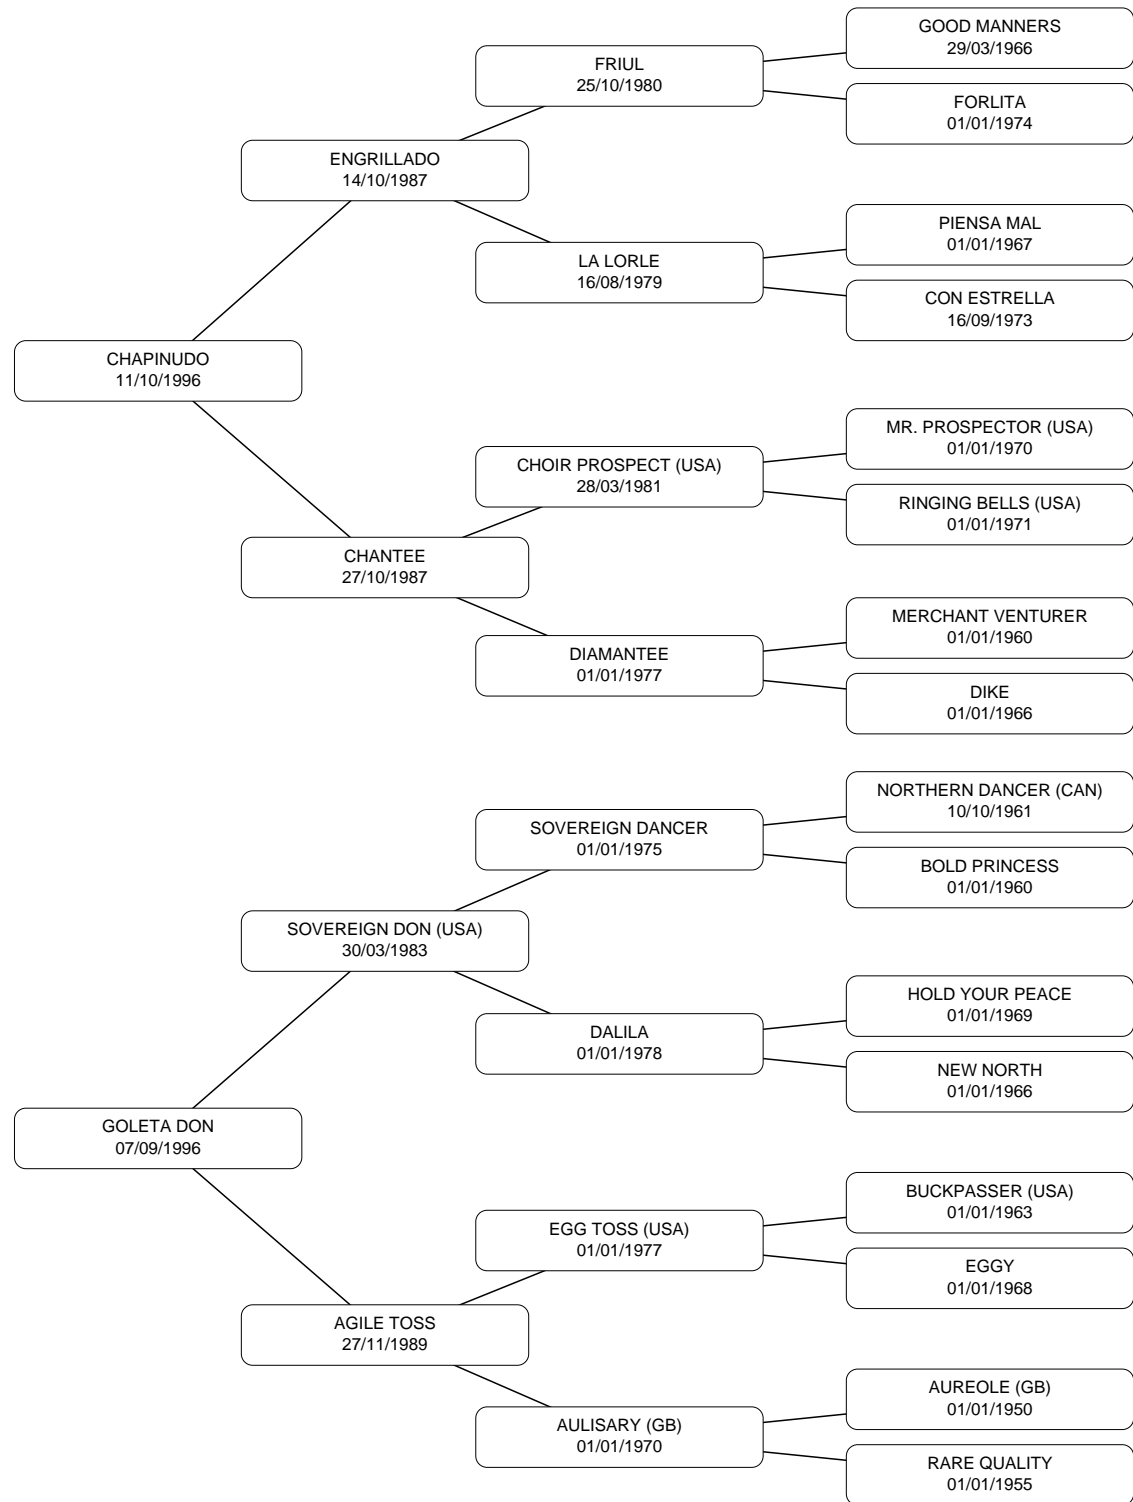 GOOD MANNERS
29/03/1966
FRIUL
25/10/1980
FORLITA
01/01/1974
ENGRILLADO
14/10/1987
PIENSA MAL
01/01/1967
LA LORLE
16/08/1979
CON ESTRELLA
16/09/1973
CHAPINUDO
11/10/1996
MR. PROSPECTOR (USA)
01/01/1970
CHOIR PROSPECT (USA)
28/03/1981
RINGING BELLS (USA)
01/01/1971
CHANTEE
27/10/1987
MERCHANT VENTURER
01/01/1960
DIAMANTEE
01/01/1977
DIKE
01/01/1966
NORTHERN DANCER (CAN)
10/10/1961
SOVEREIGN DANCER
01/01/1975
BOLD PRINCESS
01/01/1960
SOVEREIGN DON (USA)
30/03/1983
HOLD YOUR PEACE
01/01/1969
DALILA
01/01/1978
NEW NORTH
01/01/1966
GOLETA DON
07/09/1996
BUCKPASSER (USA)
01/01/1963
EGG TOSS (USA)
01/01/1977
EGGY
01/01/1968
AGILE TOSS
27/11/1989
AUREOLE (GB)
01/01/1950
AULISARY (GB)
01/01/1970
RARE QUALITY
01/01/1955